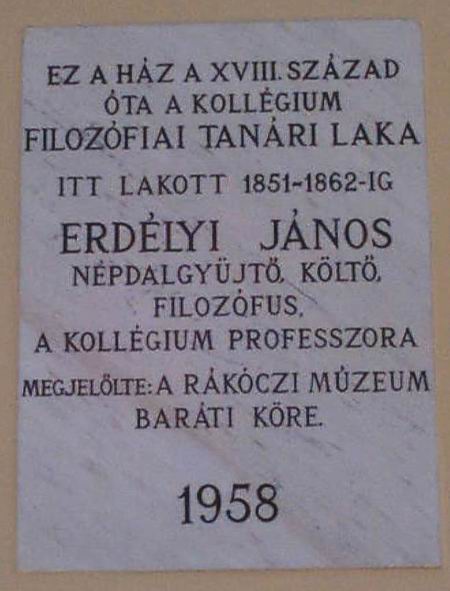 EZ A HÁZ A XVIII. SZÁZAD
ÓTA A KOLLÉGIUM
FILOZÓFIAI TANÁRI LAKA
ITT LAKOTT 1851-1862-IG
ERDÉLYI JÁNOS
NÉPDALGYÜJTŐ, KÖLTŐ,
FILOZÓFUS,
A KOLLÉGIUM PROFESSZORA
MEGJELÖLTE: A RÁKÓCZI MÚZEUM
BARÁTI KÖRE.
1958